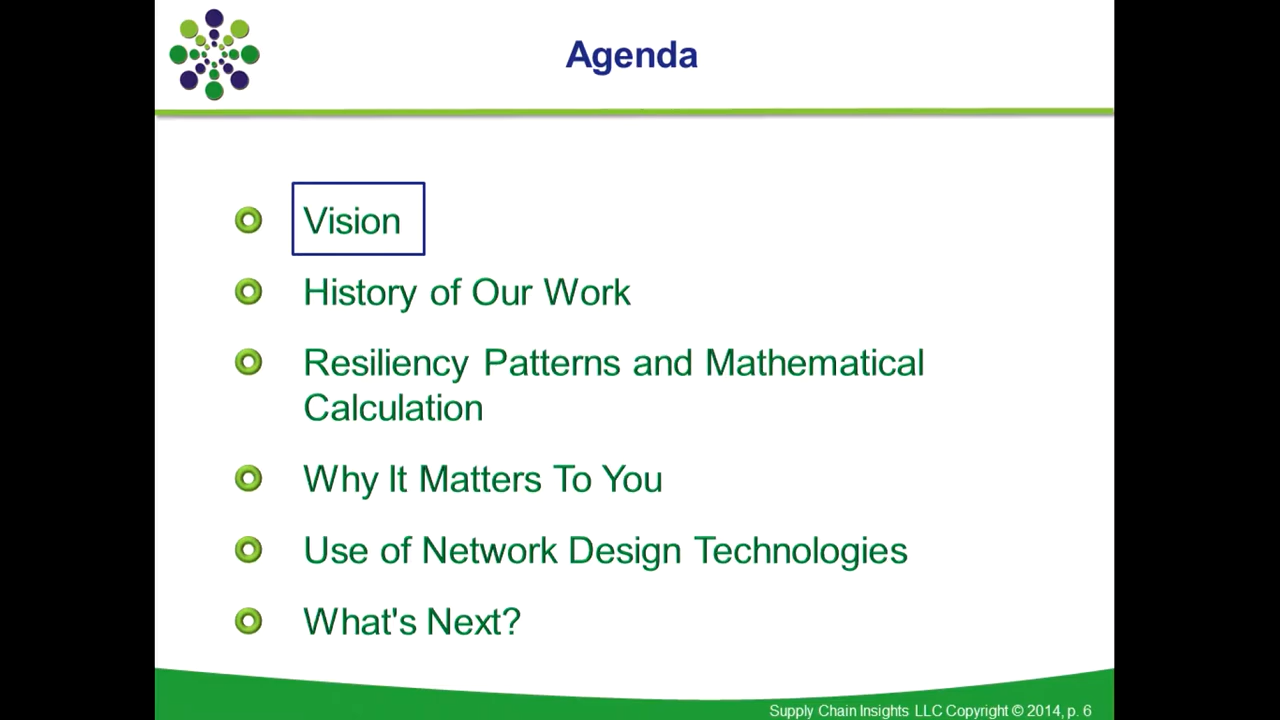 Agenda
Vision
History of Our Work
Resiliency Patterns and Mathematical
Calculation
Why It Matters To You
Use of Network Design Technologies
What's Next?
Supply Chain Insights LLC Copyright © 2014, p. 6